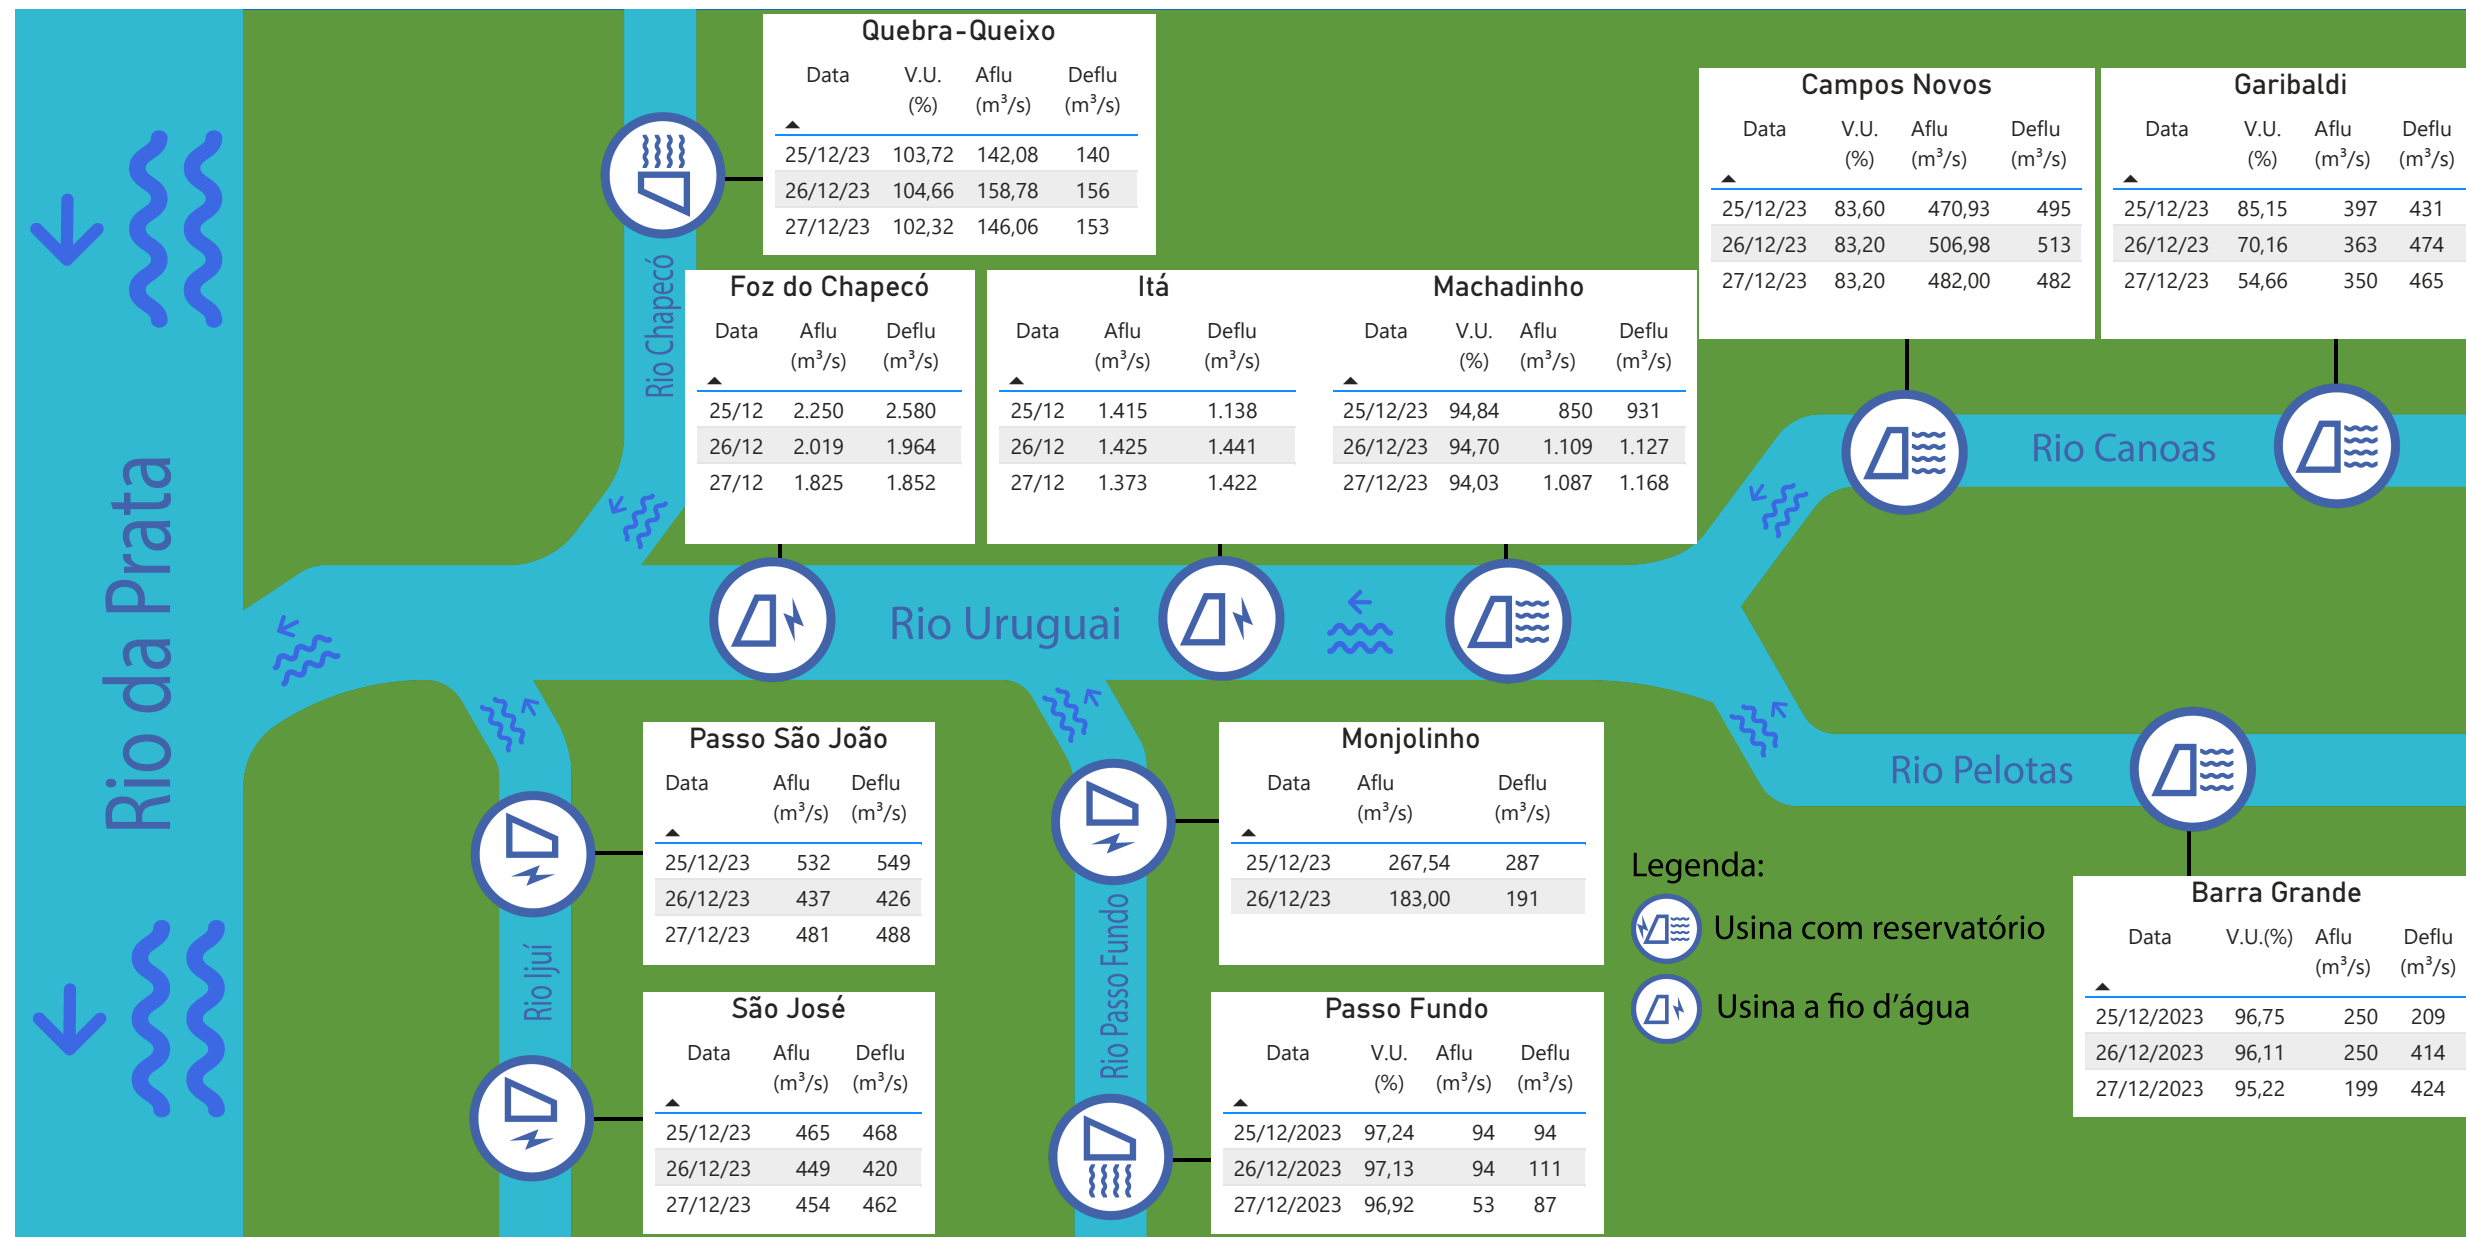 Quebra-Queixo
Data V.U. (%) Aflu (m³/s) Deflu (m³/s)
25/12/23 103,72 142,08 140
26/12/23 104,66 158,78 156
27/12/23 102,32 146,06 153
Campos Novos
Data V.U. (%) Aflu (m³/s) Deflu (m³/s)
25/12/23 83,60 470,93 495
26/12/23 83,20 506,98 513
27/12/23 83,20 482,00 482
Garibaldi
Data V.U. (%) Aflu (m³/s) Deflu (m³/s)
25/12/23 85,15 397 431
26/12/23 70,16 363 474
27/12/23 54,66 350 465
Rio Chapecó
Foz do Chapecó
Data Aflu (m³/s) Deflu (m³/s)
25/12 2.250 2.580
26/12 2.019 1.964
27/12 1.825 1.852
Itá
Data Aflu (m³/s) Deflu (m³/s)
25/12 1.415 1.138
26/12 1.425 1.441
27/12 1.373 1.422
Machadinho
Data V.U. (%) Aflu (m³/s) Deflu (m³/s)
25/12/23 94,84 850 931
26/12/23 94,70 1.109 1.127
27/12/23 94,03 1.087 1.168
Rio Canoas
Rio da Prata
Rio Uruguai
Rio Pelotas
Passo São João
Data Aflu (m³/s) Deflu (m³/s)
25/12/23 532 549
26/12/23 437 426
27/12/23 481 488
Monjolinho
Data Aflu (m³/s) Deflu (m³/s)
25/12/23 267,54 287
26/12/23 183,00 191
Legenda:
Usina com reservatório
Usina a fio d’água
Barra Grande
Data V.U.(%) Aflu (m³/s) Deflu (m³/s)
25/12/2023 96,75 250 209
26/12/2023 96,11 250 414
27/12/2023 95,22 199 424
Rio Ijuí
Rio Passo Fundo
São José
Data Aflu (m³/s) Deflu (m³/s)
25/12/23 465 468
26/12/23 449 420
27/12/23 454 462
Passo Fundo
Data V.U. (%) Aflu (m³/s) Deflu (m³/s)
25/12/2023 97,24 94 94
26/12/2023 97,13 94 111
27/12/2023 96,92 53 87